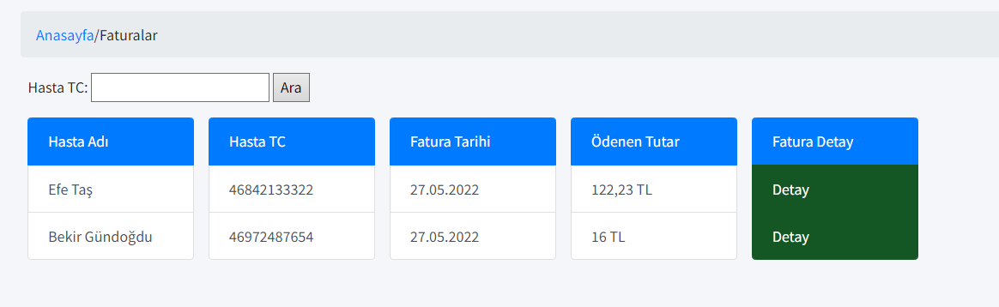 Anasayfa/Faturalar
Hasta TC: Ara
Hasta Adı Hasta TC Fatura Tarihi Ödenen Tutar Fatura Detay
Efe Taş 46842133322 27.05.2022 122,23 TL Detay
Bekir Gündoğdu 46972487654 27.05.2022 16 TL Detay